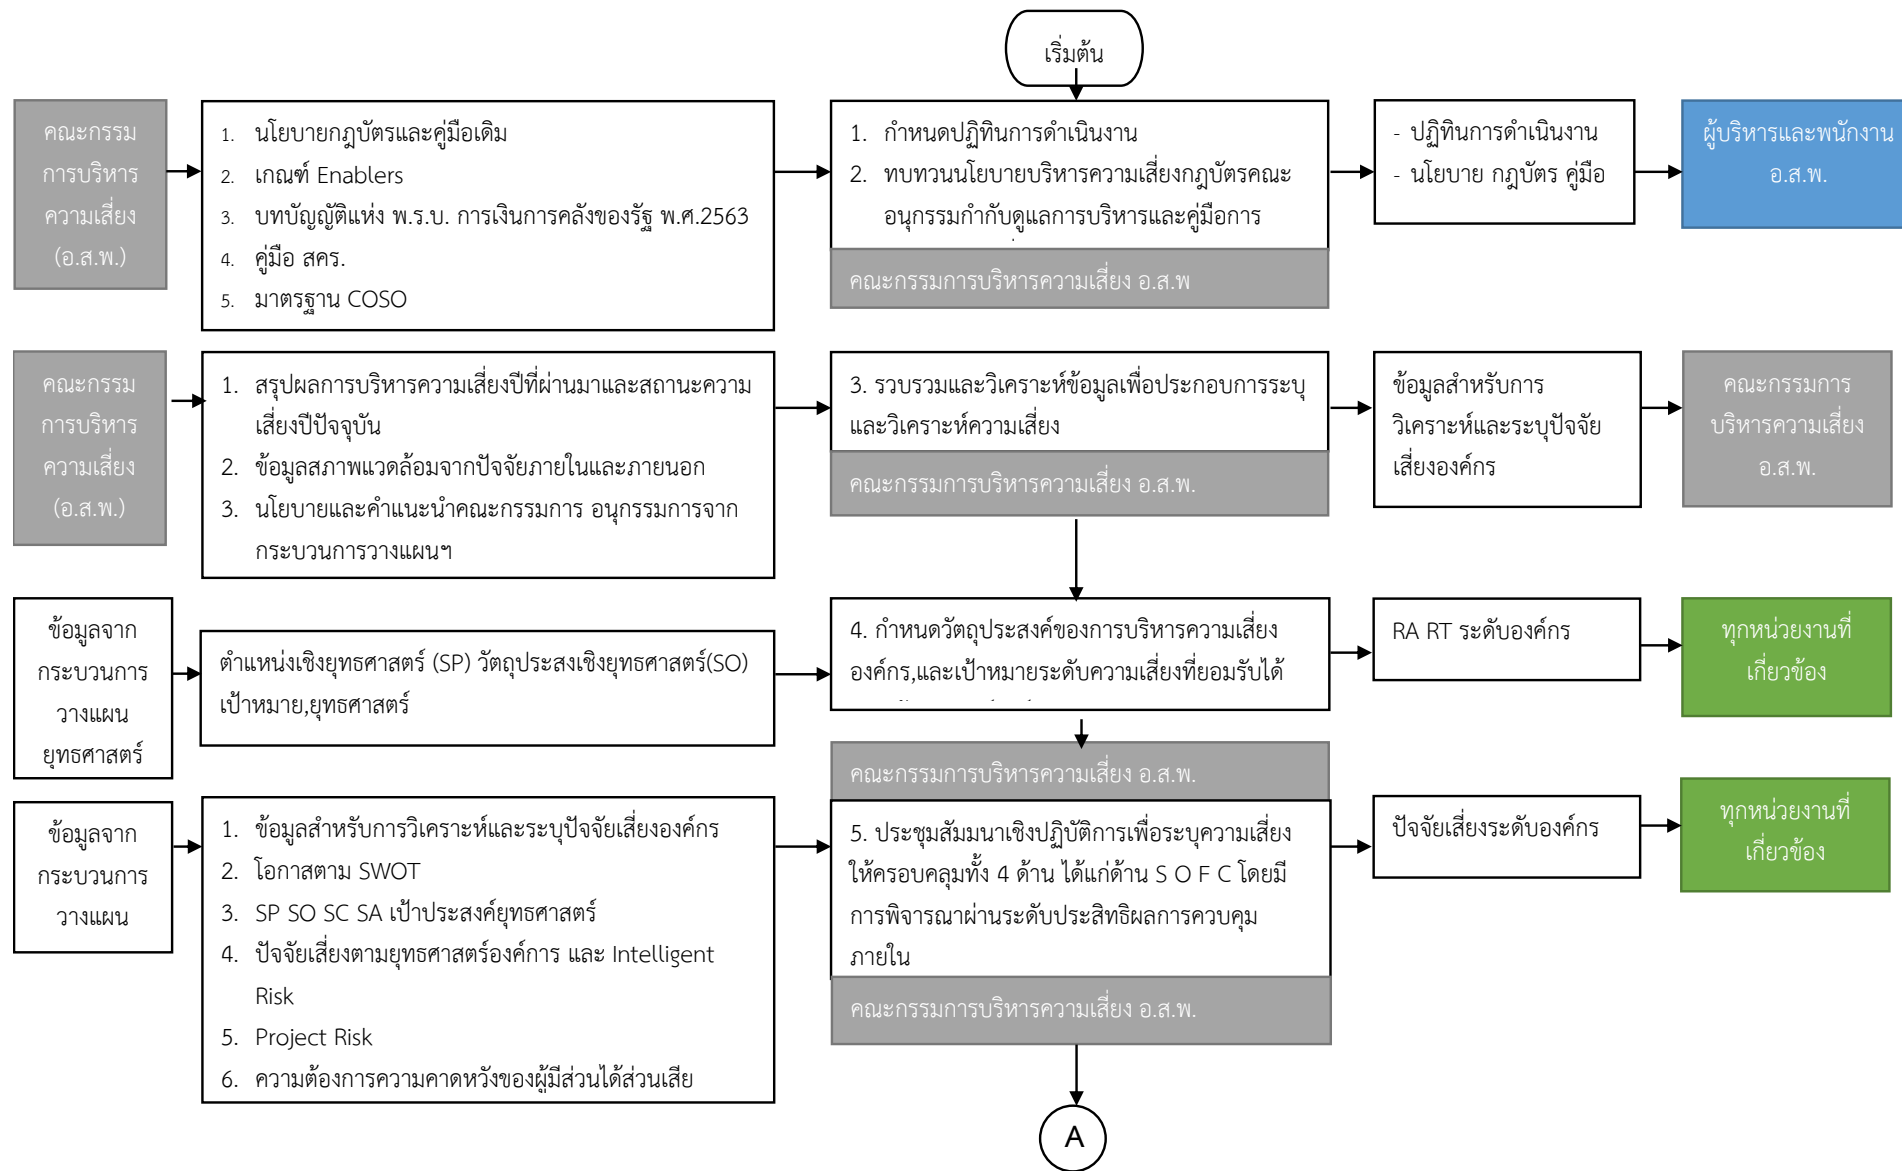 เริ่มต้น
คณะกรรม
การบริหาร
ความเสี่ยง
(อ.ส.พ.)
1. นโยบายกฎบัตรและคู่มือเดิม
2. เกณฑ์ Enablers
3. บทบัญญัติแห่ง พ.ร.บ. การเงินการคลังของรัฐ พ.ศ.2563
4. คู่มือ สคร.
5. มาตรฐาน COSO
1. กำหนดปฏิทินการดำเนินงาน
2. ทบทวนนโยบายบริหารความเสี่ยงกฎบัตรคณะ
อนุกรรมกำกับดูแลการบริหารและคู่มือการ
คณะกรรมการบริหารความเสี่ยง อ.ส.พ
- ปฏิทินการดำเนินงาน
- นโยบาย กฎบัตร คู่มือ
ผู้บริหารและพนักงาน
อ.ส.พ.
คณะกรรม
การบริหาร
ความเสี่ยง
(อ.ส.พ.)
1. สรุปผลการบริหารความเสี่ยงปีที่ผ่านมาและสถานะความ
เสี่ยงปีปัจจุบัน
2. ข้อมูลสภาพแวดล้อมจากปัจจัยภายในและภายนอก
3. นโยบายและคำแนะนำคณะกรรมการ อนุกรรมการจาก
กระบวนการวางแผนฯ
3. รวบรวมและวิเคราะห์ข้อมูลเพื่อประกอบการระบุ
และวิเคราะห์ความเสี่ยง
คณะกรรมการบริหารความเสี่ยง อ.ส.พ.
ข้อมูลสำหรับการ
วิเคราะห์และระบุปัจจัย
เสี่ยงองค์กร
คณะกรรมการ
บริหารความเสี่ยง
อ.ส.พ.
ข้อมูลจาก
กระบวนการ
วางแผน
ยุทธศาสตร์
ตำแหน่งเชิงยุทธศาสตร์ (SP) วัตถุประสงเชิงยุทธศาสตร์(SO)
เป้าหมาย,ยุทธศาสตร์
4. กำหนดวัตถุประสงค์ของการบริหารความเสี่ยง
องค์กร,และเป้าหมายระดับความเสี่ยงที่ยอมรับได้
คณะกรรมการบริหารความเสี่ยง อ.ส.พ.
RA RT ระดับองค์กร
ทุกหน่วยงานที่
เกี่ยวข้อง
ข้อมูลจาก
กระบวนการ
วางแผน
1. ข้อมูลสำหรับการวิเคราะห์และระบุปัจจัยเสี่ยงองค์กร
2. โอกาสตาม SWOT
3. SP SO SC SA เป้าประสงค์ยุทธศาสตร์
4. ปัจจัยเสี่ยงตามยุทธศาสตร์องค์การ และ Intelligent
Risk
5. Project Risk
6. ความต้องการความคาดหวังของผู้มีส่วนได้ส่วนเสีย
5. ประชุมสัมมนาเชิงปฏิบัติการเพื่อระบุความเสี่ยง
ให้ครอบคลุมทั้ง 4 ด้าน ได้แก่ด้าน S O F C โดยมี
การพิจารณาผ่านระดับประสิทธิผลการควบคุม
ภายใน
คณะกรรมการบริหารความเสี่ยง อ.ส.พ.
ปัจจัยเสี่ยงระดับองค์กร
ทุกหน่วยงานที่
เกี่ยวข้อง
A